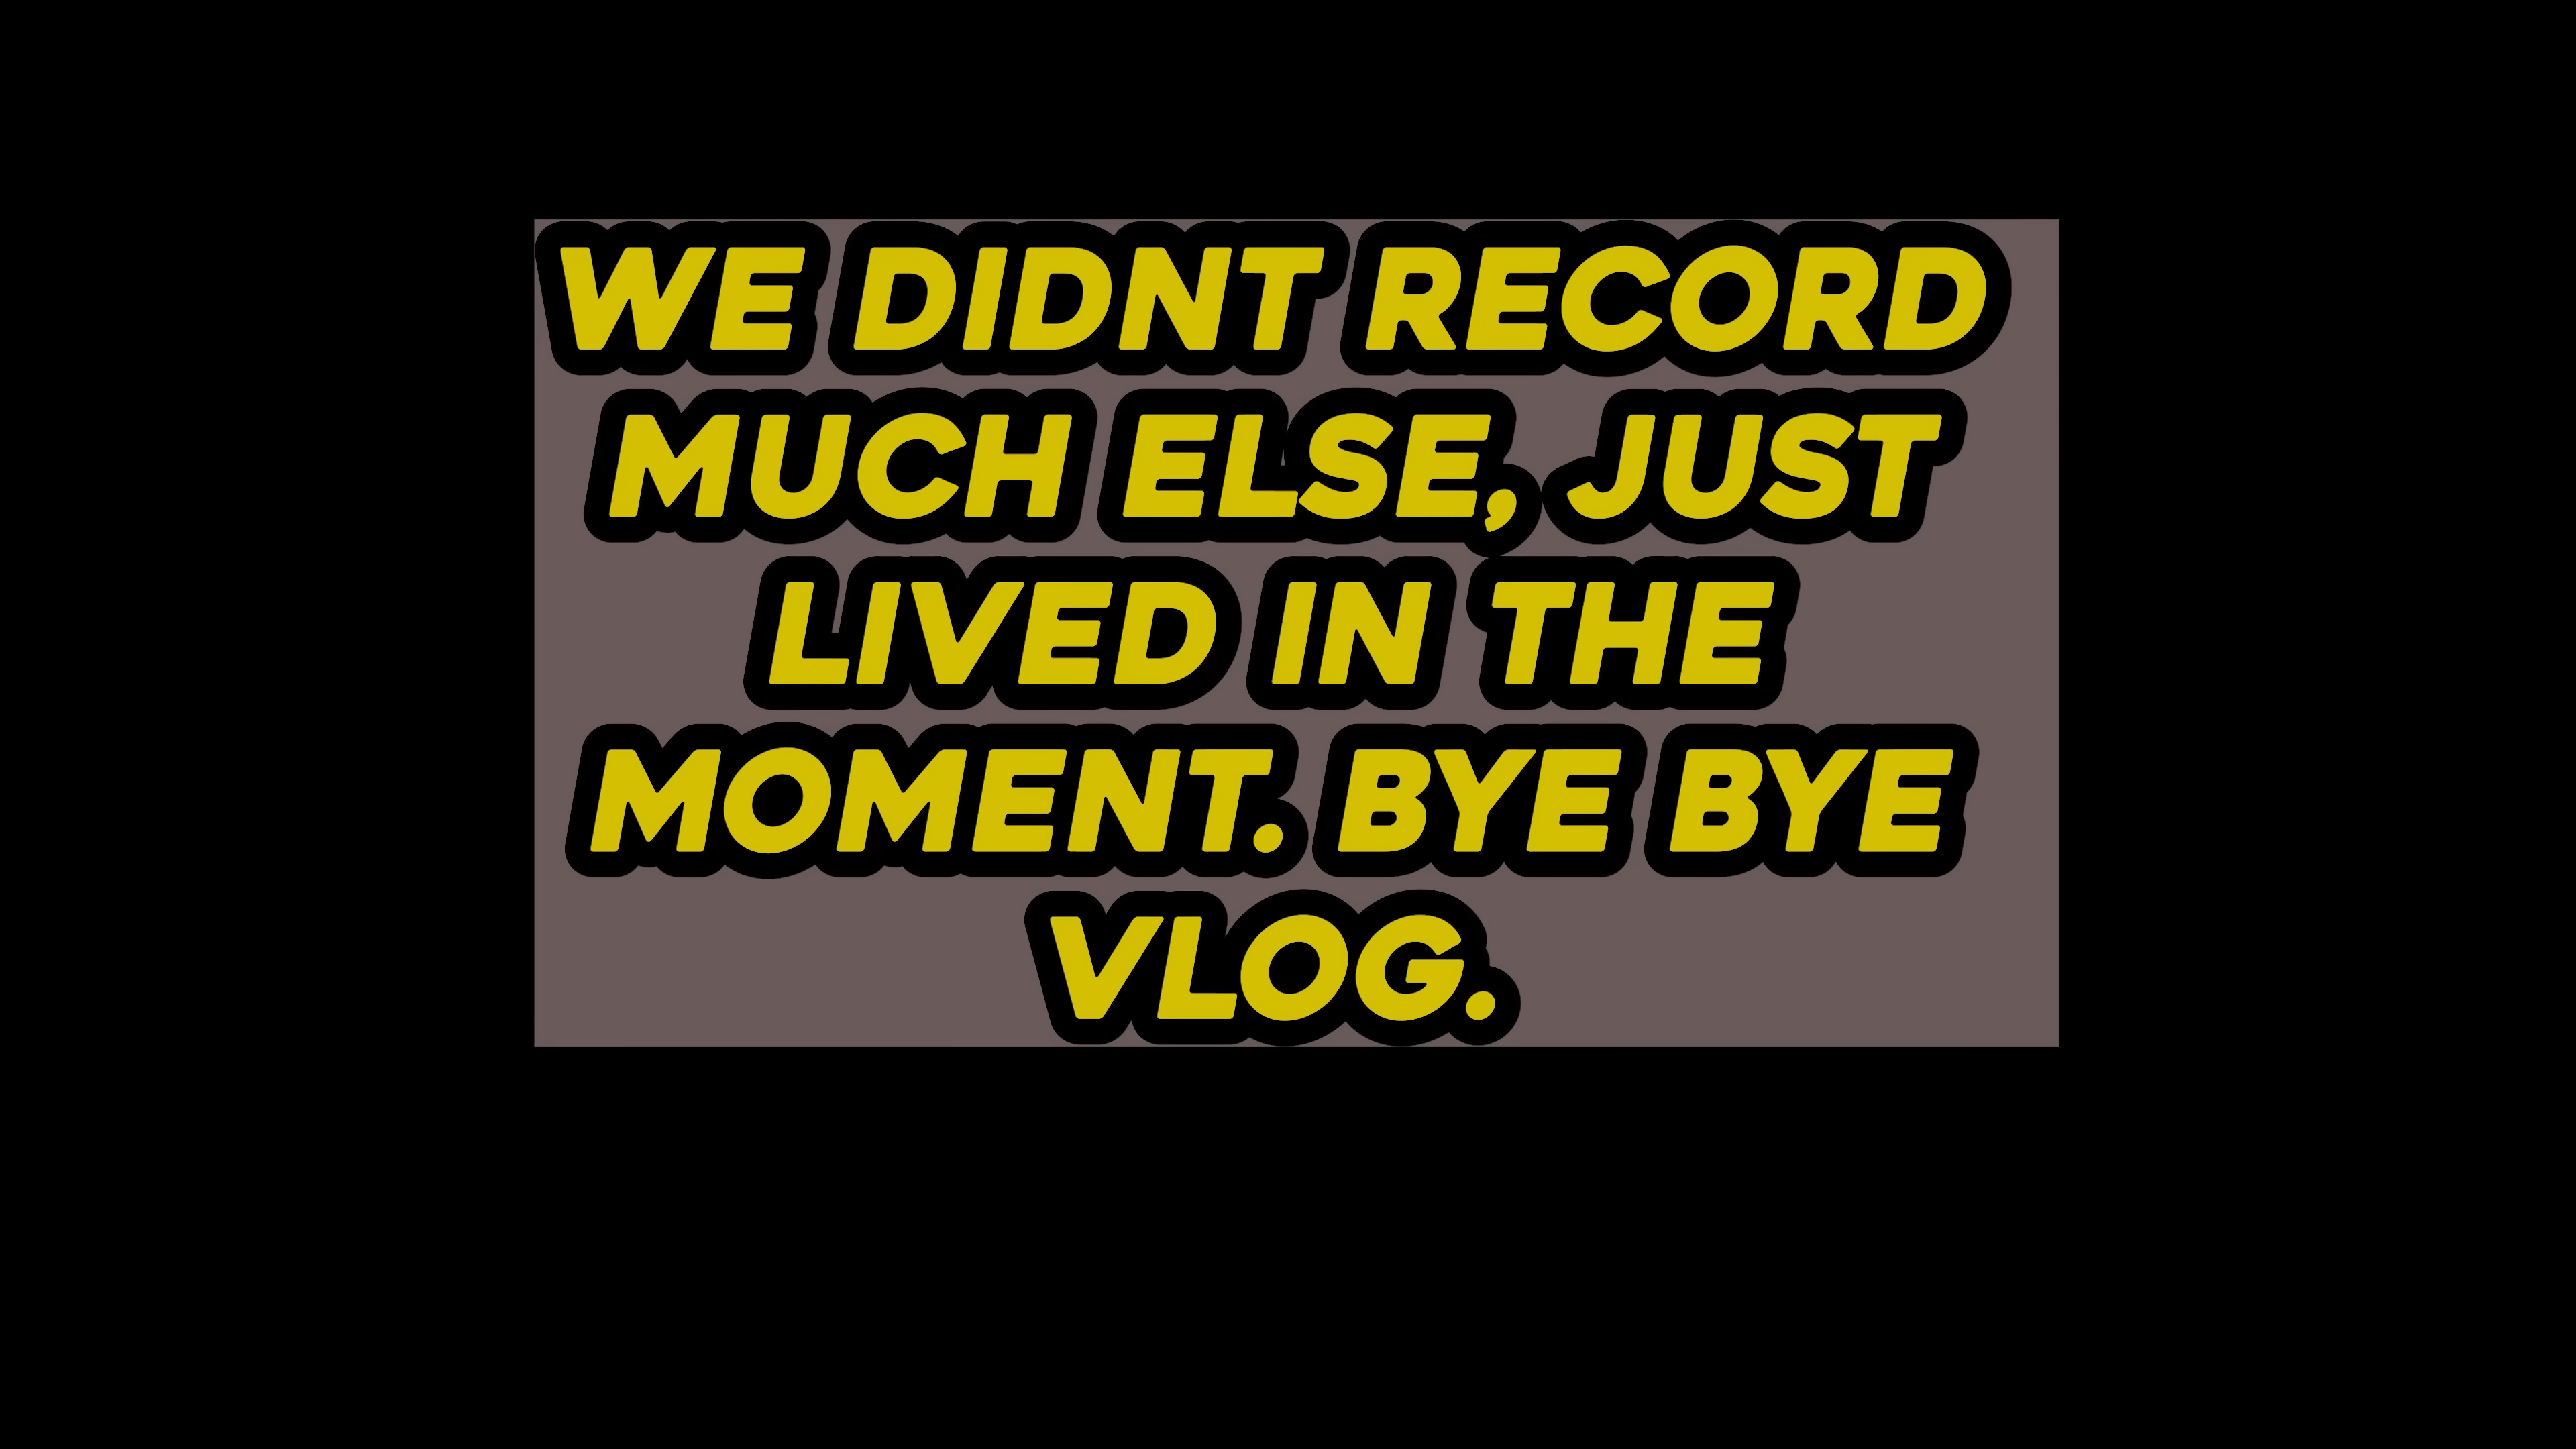 WE DIDNT RECORD
MUCH ELSE, JUST
LIVED IN THE
MOMENT. BYE BYE
VLOG.